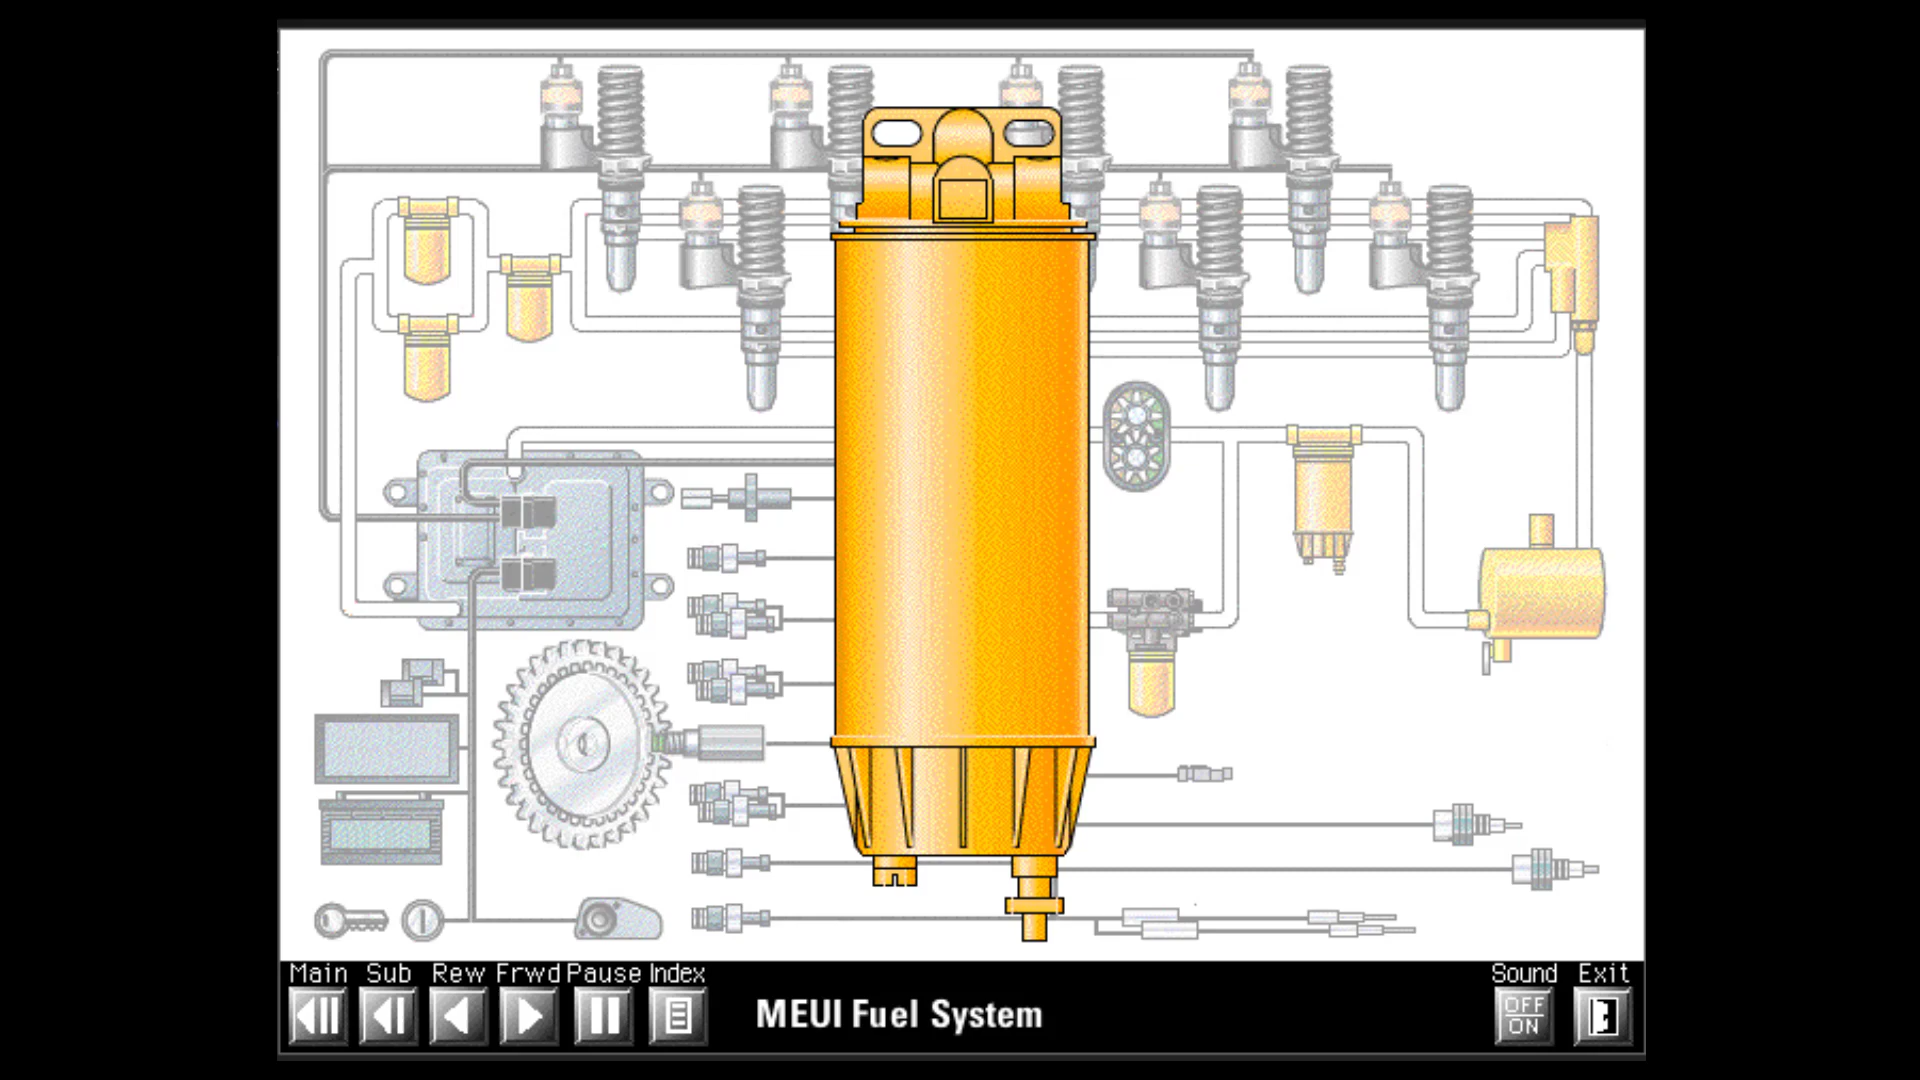 Main Sub Rew Frwd Pause Index
MEUI Fuel System
Sound Exit
OFF
ON